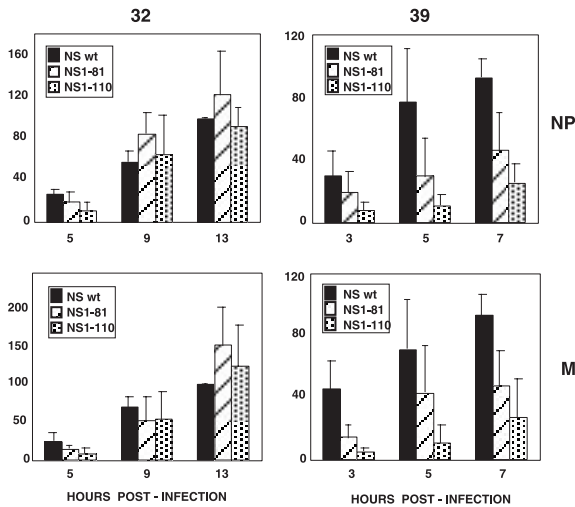 32 39
160
120
80
40
0
NS wt
NS1-81
NS1-110
5 9 13
120
80
40
0
NS wt
NS1-81
NS1-110
3 5 7
NP
200
150
100
50
0
NS wt
NS1-81
NS1-110
5 9 13
HOURS POST - INFECTION
120
80
40
0
NS wt
NS1-81
NS1-110
3 5 7
HOURS POST - INFECTION
M